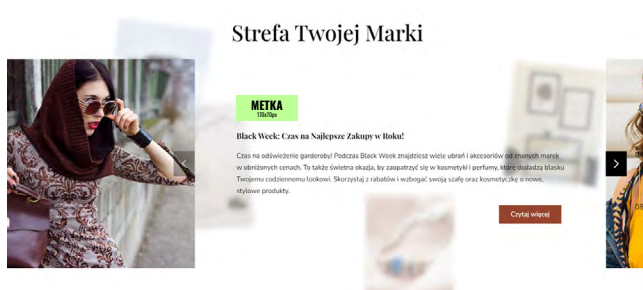 Strefa Twojej Marki
METKA
170x70px
Black Week: Czas na Najlepsze Zakupy w Roku!
Czas na odświeżenie garderoby! Podczas Black Week znajdziesz wiele ubrań i akcesoriów od znanych marek
w obniżonych cenach. To także świetna okazja, by zaopatrzyć się w kosmetyki i perfumy, które dodadzą blasku
Twojemu codziennemu lookowi. Skorzystaj z rabatów i wzbogać swoją szafę oraz kosmetyczkę o nowe,
stylowe produkty.
Czytaj więcej